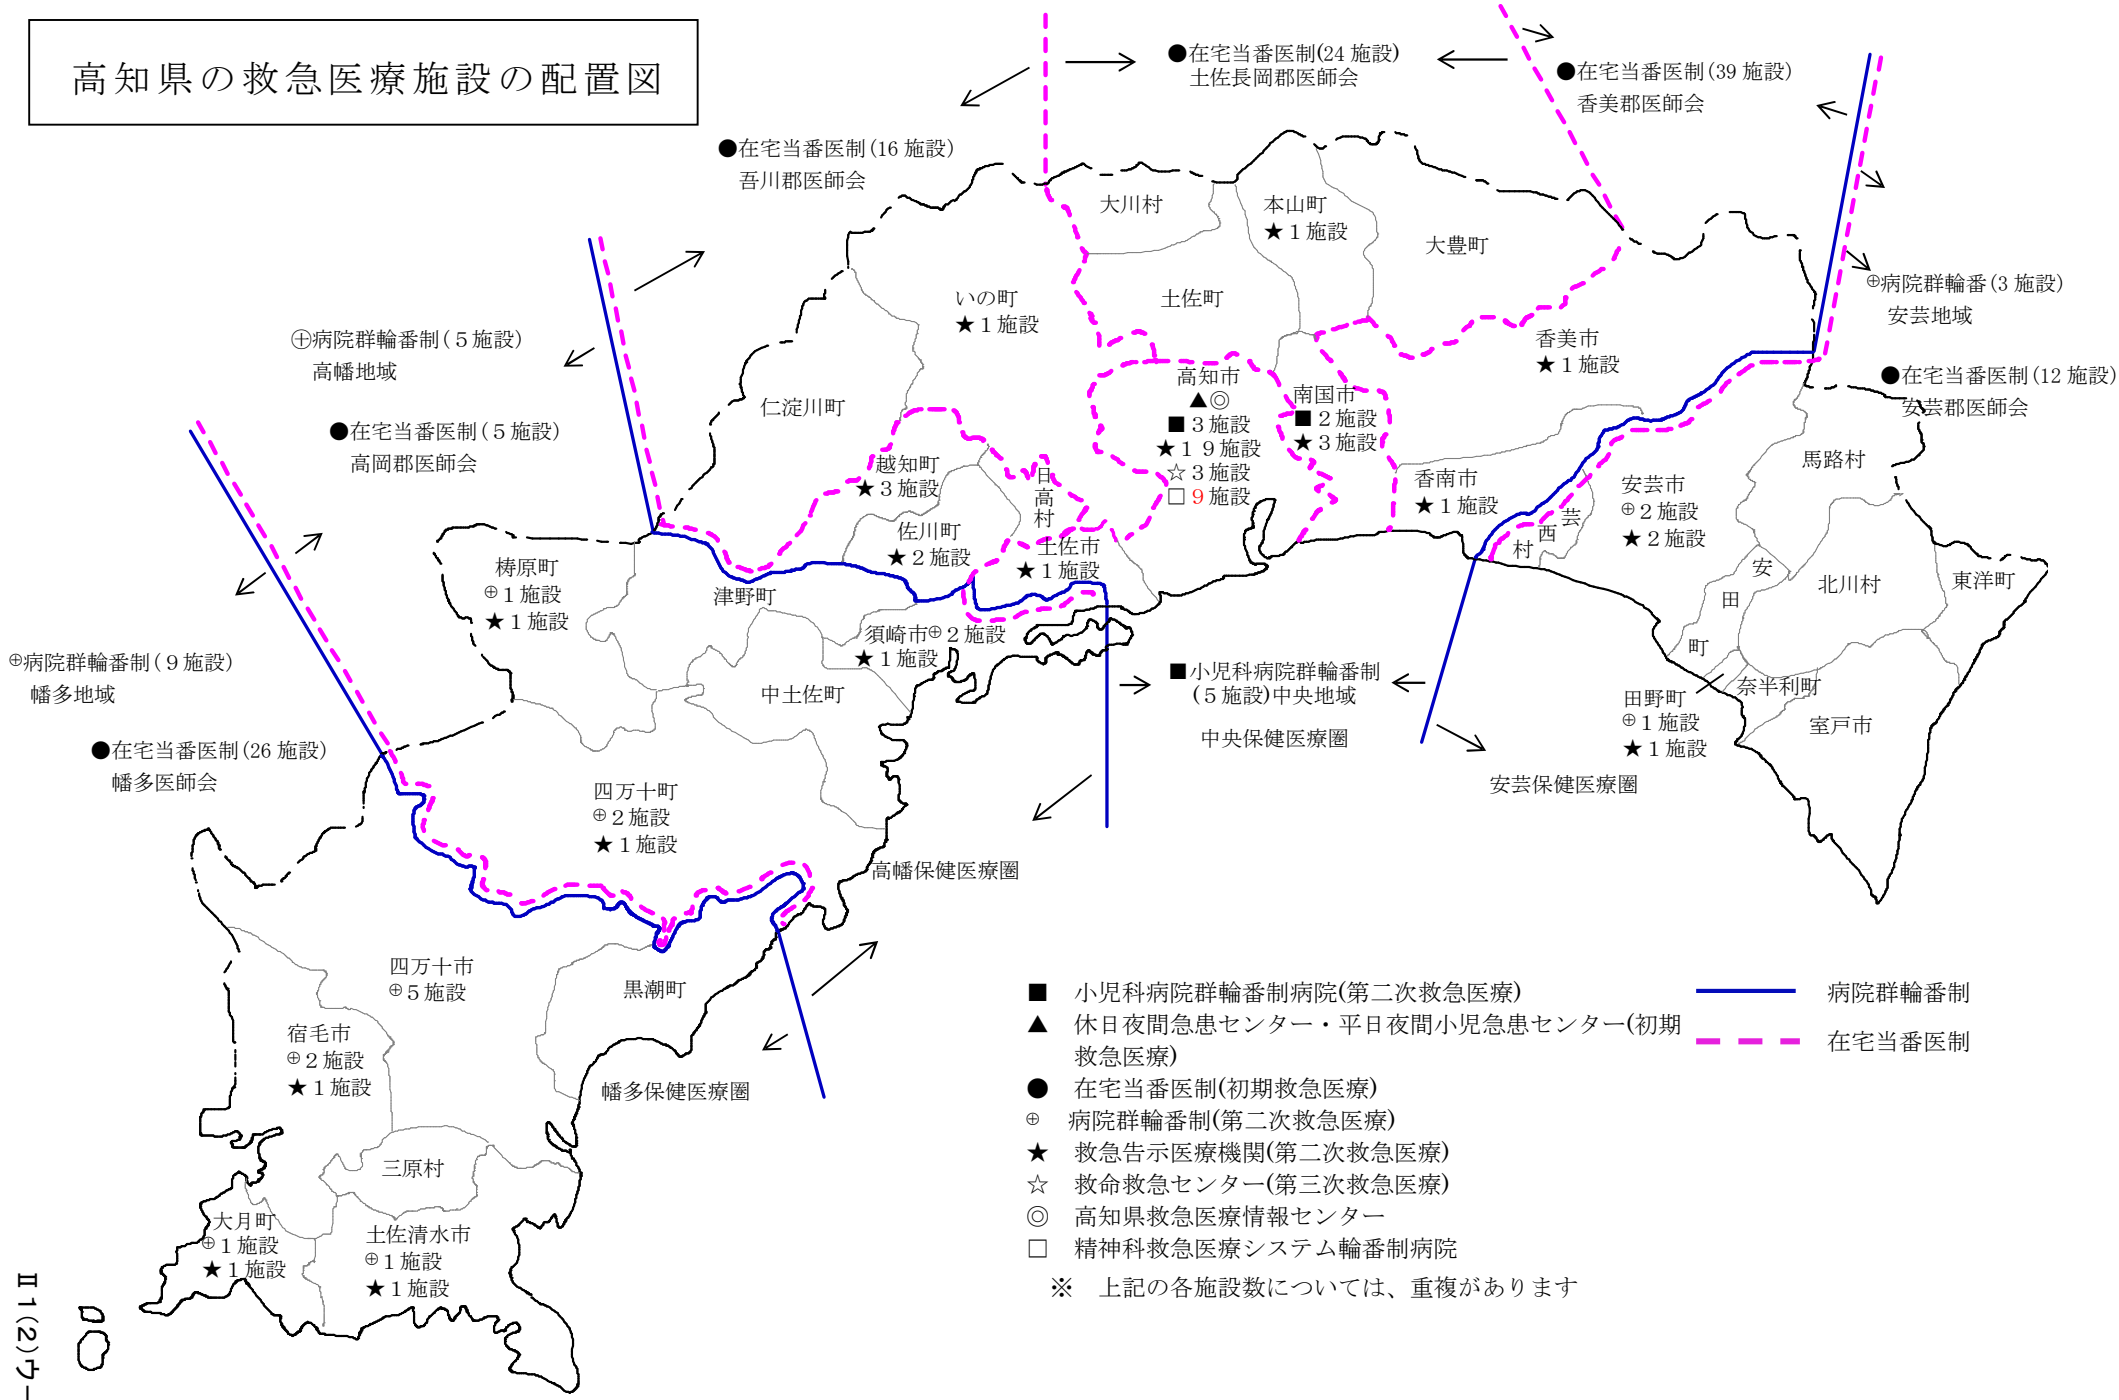 高知県の救急医療施設の配置図
●在宅当番医制(24 施設)
土佐長岡郡医師会
●在宅当番医制(39 施設)
香美郡医師会
●在宅当番医制(16 施設)
吾川郡医師会
⊕病院群輪番(3 施設)
安芸地域
●在宅当番医制(12 施設)
安芸郡医師会
⊕病院群輪番制(5 施設)
高幡地域
●在宅当番医制(5 施設)
高岡郡医師会
⊕病院群輪番制(9 施設)
幡多地域
●在宅当番医制(26 施設)
幡多医師会
大川村
本山町
★1施設
大豊町
土佐町
いの町
★1施設
仁淀川町
香美市
★1施設
高知市
▲◎
■3施設
★19施設
☆3施設
□9施設
南国市
■2施設
★3施設
香南市
★1施設
越知町
★3施設
日高村
佐川町
★2施設
土佐市
★1施設
芸西村
安芸市
⊕2施設
★2施設
馬路村
安田町
北川村
東洋町
田野町
⊕1施設
★1施設
奈半利町
室戸市
梼原町
⊕1施設
★1施設
津野町
須崎市⊕2施設
★1施設
中土佐町
四万十町
⊕2施設
★1施設
■小児科病院群輪番制
(5施設)中央地域
中央保健医療圏
安芸保健医療圏
高幡保健医療圏
幡多保健医療圏
四万十市
⊕5施設
黒潮町
宿毛市
⊕2施設
★1施設
三原村
大月町
⊕1施設
★1施設
土佐清水市
⊕1施設
★1施設
■ 小児科病院群輪番制病院(第二次救急医療)
▲ 休日夜間急患センター・平日夜間小児急患センター(初期
救急医療)
● 在宅当番医制(初期救急医療)
⊕ 病院群輪番制(第二次救急医療)
★ 救急告示医療機関(第二次救急医療)
☆ 救命救急センター(第三次救急医療)
◎ 高知県救急医療情報センター
□ 精神科救急医療システム輪番制病院
※ 上記の各施設数については、重複があります
病院群輪番制
在宅当番医制
Ⅱ1(2)ウ-